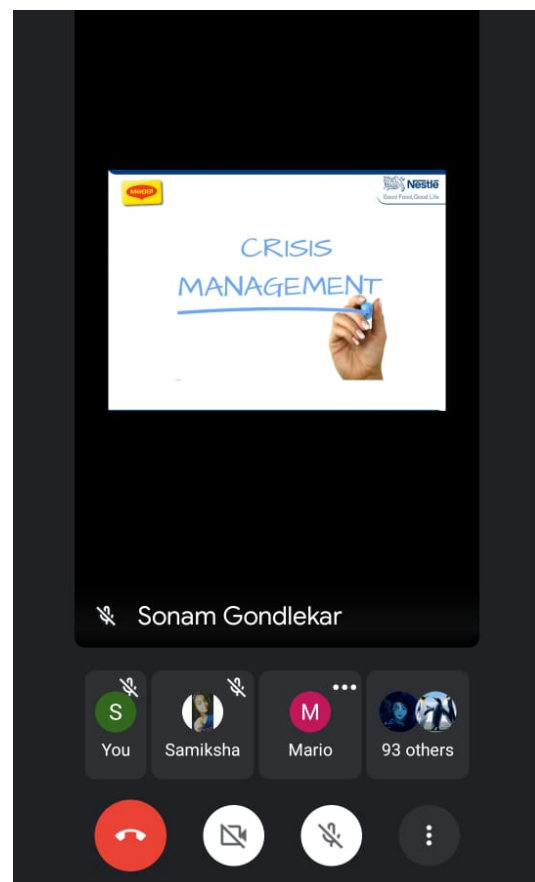 Maggi
Nestlé
Good Food, Good Life
CRISIS
MANAGEMENT
Sonam Gondlekar
S
You
Samiksha
M
Mario
93 others